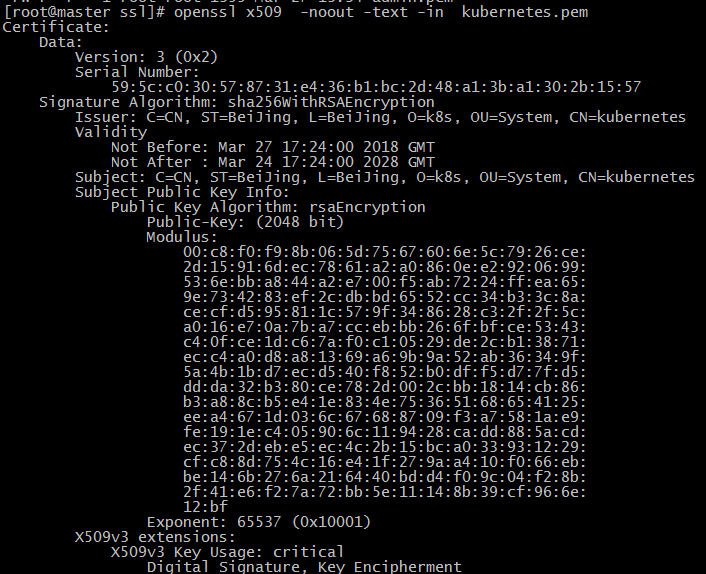 [root@master ssl]# openssl x509  -noout -text -in  kubernetes.pem
Certificate:
    Data:
        Version: 3 (0x2)
        Serial Number:
            59:5c:c0:30:57:87:31:e4:36:b1:bc:2d:48:a1:3b:a1:30:2b:15:57
    Signature Algorithm: sha256WithRSAEncryption
        Issuer: C=CN, ST=BeiJing, L=BeiJing, O=k8s, OU=System, CN=kubernetes
        Validity
            Not Before: Mar 27 17:24:00 2018 GMT
            Not After : Mar 24 17:24:00 2028 GMT
        Subject: C=CN, ST=BeiJing, L=BeiJing, O=k8s, OU=System, CN=kubernetes
        Subject Public Key Info:
            Public Key Algorithm: rsaEncryption
                Public-Key: (2048 bit)
                Modulus:
                    00:c8:f0:f9:8b:06:5d:75:67:60:6e:5c:79:26:ce:
                    2d:15:91:6d:ec:78:61:a2:a0:86:0e:e2:92:06:99:
                    53:6e:bb:a8:44:a2:e7:00:f5:ab:72:24:ff:ea:65:
                    9e:73:42:83:ef:2c:db:bd:65:52:cc:34:b3:3c:8a:
                    ce:cf:d5:95:81:1c:57:9f:34:86:28:c3:2f:2f:5c:
                    a0:16:e7:0a:7b:a7:cc:eb:bb:26:6f:bf:ce:53:43:
                    c4:0f:ce:1d:c6:7a:f0:c1:05:29:de:2c:b1:38:71:
                    ec:c4:a0:d8:a8:13:69:a6:9b:9a:52:ab:36:34:9f:
                    5a:4b:1b:d7:ec:d5:40:f8:52:b0:df:f5:d7:7f:d5:
                    dd:da:32:b3:80:ce:78:2d:00:2c:bb:18:14:cb:86:
                    b3:a8:8c:b5:e4:1e:83:4e:75:36:51:68:65:41:25:
                    ee:a4:67:1d:03:6c:67:68:87:09:f3:a7:58:1a:e9:
                    fe:19:1e:c4:05:90:6c:11:94:28:ca:dd:88:5a:cd:
                    ec:37:2d:eb:e5:ec:4c:2b:15:bc:a0:33:93:12:29:
                    cf:c8:8d:75:4c:16:e4:1f:27:9a:a4:10:f0:66:eb:
                    be:14:6b:27:6a:21:64:40:bd:d4:f0:9c:04:f2:8b:
                    2f:41:e6:f2:7a:72:bb:5e:11:14:8b:39:cf:96:6e:
                    12:bf
                Exponent: 65537 (0x10001)
        X509v3 extensions:
            X509v3 Key Usage: critical
                Digital Signature, Key Encipherment